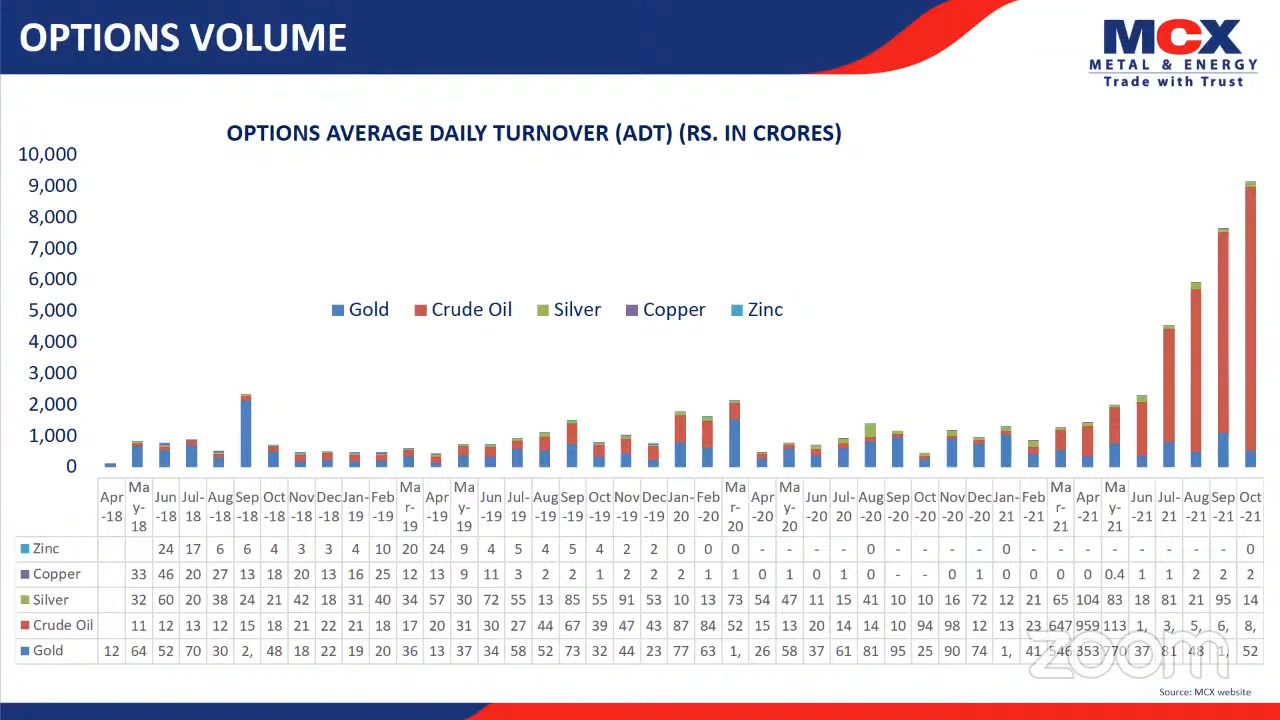 OPTIONS VOLUME
MCX
METAL & ENERGY
Trade with Trust
OPTIONS AVERAGE DAILY TURNOVER (ADT) (RS. IN CRORES)
10,000
9,000
8,000
7,000
6,000
5,000
4,000
3,000
2,000
1,000
0
Gold Crude Oil Silver Copper Zinc
Apr-18 May-18 Jun-18 Jul-18 Aug-18 Sep-18 Oct-18 Nov-18 Dec-18 Jan-19 Feb-19 Mar-19 Apr-19 May-19 Jun-19 Jul-19 Aug-19 Sep-19 Oct-19 Nov-19 Dec-19 Jan-20 Feb-20 Mar-20 Apr-20 May-20 Jun-20 Jul-20 Aug-20 Sep-20 Oct-20 Nov-20 Dec-20 Jan-21 Feb-21 Mar-21 Apr-21 May-21 Jun-21 Jul-21 Aug-21 Sep-21 Oct-21
Zinc 24 17 6 6 4 3 3 4 10 20 24 9 4 5 4 5 4 2 2 0 0 0 - - - - 0 - - - - 0 - - - - - - - - 0
Copper 33 46 20 27 13 18 20 13 16 25 12 13 9 11 3 2 2 1 2 2 2 1 1 0 1 0 1 0 - - 0 1 0 0 0 0 0.4 1 1 2 2 2
Silver 32 60 20 38 24 21 42 18 31 40 34 57 30 72 55 13 85 55 91 53 10 13 73 54 47 11 15 41 10 10 16 72 12 21 65 104 83 18 81 21 95 14
Crude Oil 11 12 13 12 15 18 21 22 21 18 17 20 31 30 27 44 67 39 47 43 87 84 52 15 13 20 14 14 10 94 98 12 13 23 647 959 113 1, 3, 5, 6, 8,
Gold 12 64 52 70 30 2, 48 18 22 19 20 36 13 37 34 58 52 73 32 44 23 77 63 1, 26 58 37 61 81 95 25 90 74 1, 41 546 353 770 37 81 48 1, 52
zoom
Source: MCX website